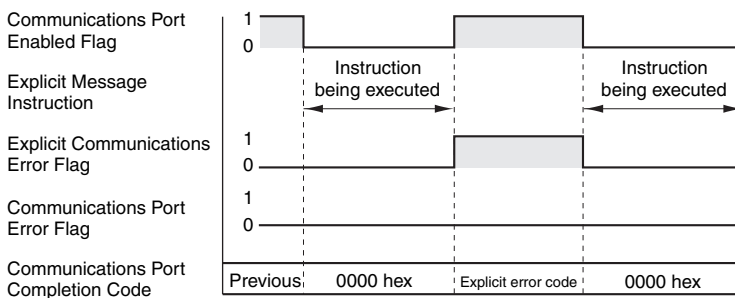 Communications Port
Enabled Flag
1
0
Explicit Message
Instruction
Instruction
being executed
Instruction
being executed
Explicit Communications
Error Flag
1
0
Communications Port
Error Flag
1
0
Communications Port
Completion Code
Previous
0000 hex
Explicit error code
0000 hex